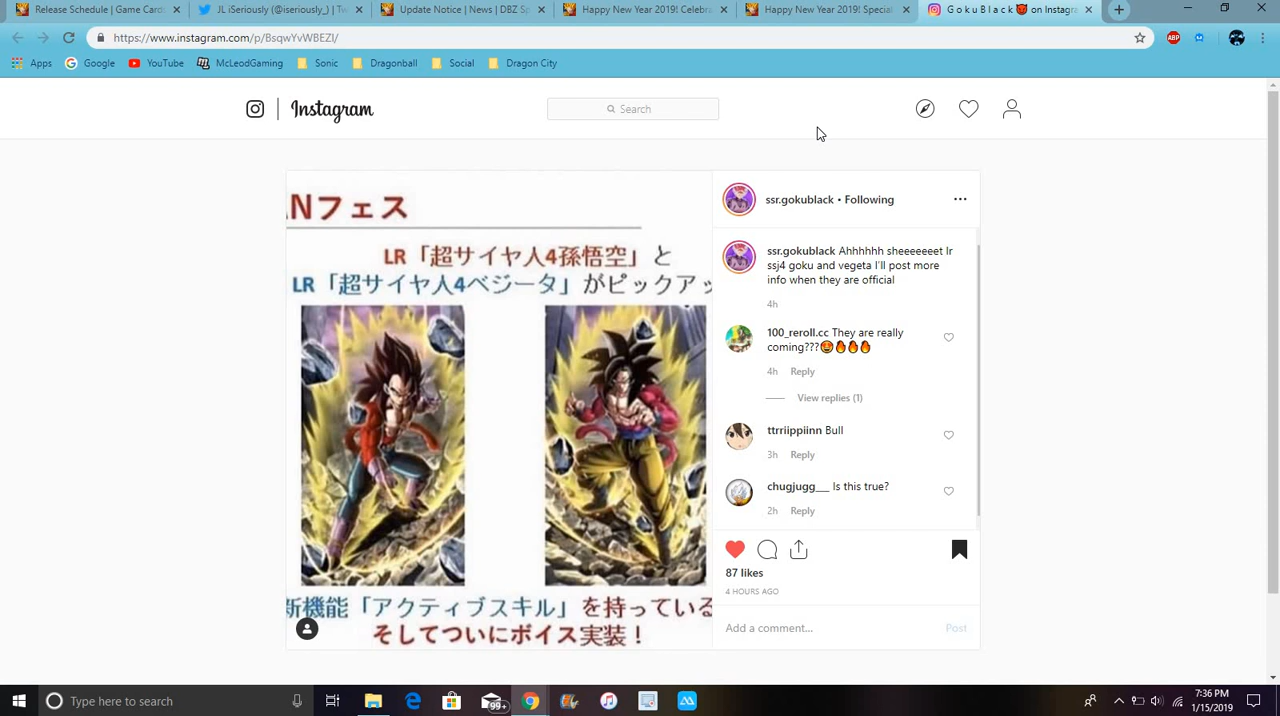 Release Schedule | Game Cards
JL iSeriously (@iseriously_) | Tw
Update Notice | News | DBZ Sp
Happy New Year 2019! Celebra
Happy New Year 2019! Special
G o k u B l a c k 👹 on Instagra
https://www.instagram.com/p/BsqwYvWBEZI/
ABP
Apps
Google
YouTube
McLeodGaming
Sonic
Dragonball
Social
Dragon City
Instagram
Search
Nフェス
LR「超サイヤ人4孫悟空」と
LR「超サイヤ人4ベジータ」がピックアッ
新機能「アクティブスキル」を持っている
そしてついにボイス実装！
ssr.gokublack • Following
ssr.gokublack Ahhhhhh sheeeeeeet lr
ssj4 goku and vegeta I'll post more
info when they are official
4h
100_reroll.cc They are really
coming???🤩🔥🔥🔥🔥
4h Reply
View replies (1)
ttrriippiinn Bull
3h Reply
chugjugg___ Is this true?
2h Reply
87 likes
4 HOURS AGO
Add a comment...
Post
Type here to search
99+
7:36 PM
1/15/2019